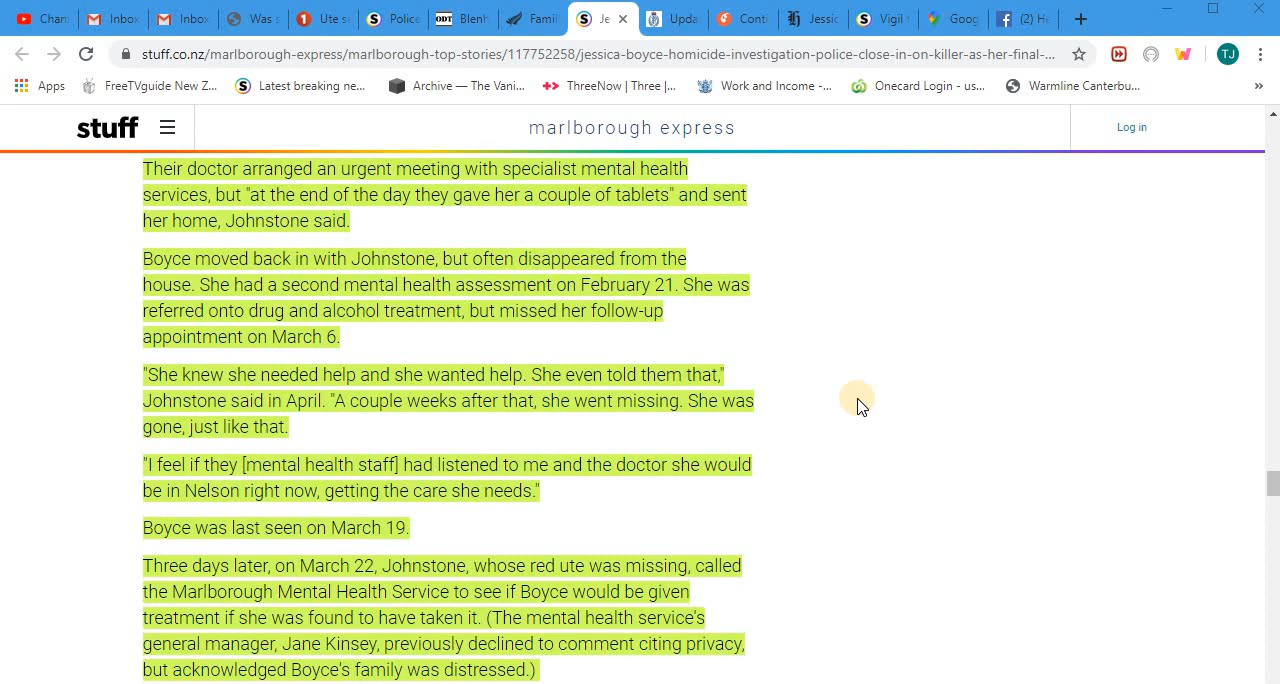 Chan
Inbox
Inbox
Was s
Ute s
Police
ODT
Blenh
Famil
Je
Upda
Conti
Jessic
Vigil
Goog
(2) He
stuff.co.nz/marlborough-express/marlborough-top-stories/117752258/jessica-boyce-homicide-investigation-police-close-in-on-killer-as-her-final-...
TJ
Apps
FreeTVguide New Z...
Latest breaking ne...
Archive — The Vani...
ThreeNow | Three |...
Work and Income -...
Onecard Login - us...
Warmline Canterbu...
»
stuff
marlborough express
Log in
Their doctor arranged an urgent meeting with specialist mental health
services, but "at the end of the day they gave her a couple of tablets" and sent
her home, Johnstone said.
Boyce moved back in with Johnstone, but often disappeared from the
house. She had a second mental health assessment on February 21. She was
referred onto drug and alcohol treatment, but missed her follow-up
appointment on March 6.
"She knew she needed help and she wanted help. She even told them that,"
Johnstone said in April. "A couple weeks after that, she went missing. She was
gone, just like that.
"I feel if they [mental health staff] had listened to me and the doctor she would
be in Nelson right now, getting the care she needs."
Boyce was last seen on March 19.
Three days later, on March 22, Johnstone, whose red ute was missing, called
the Marlborough Mental Health Service to see if Boyce would be given
treatment if she was found to have taken it. (The mental health service's
general manager, Jane Kinsey, previously declined to comment citing privacy,
but acknowledged Boyce's family was distressed.)